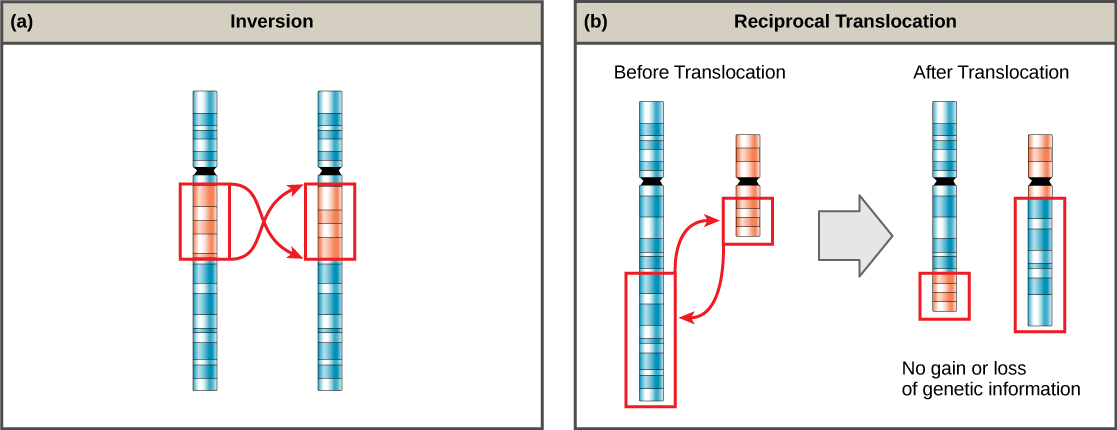 (a) Inversion
(b) Reciprocal Translocation
Before Translocation
After Translocation
No gain or loss
of genetic information